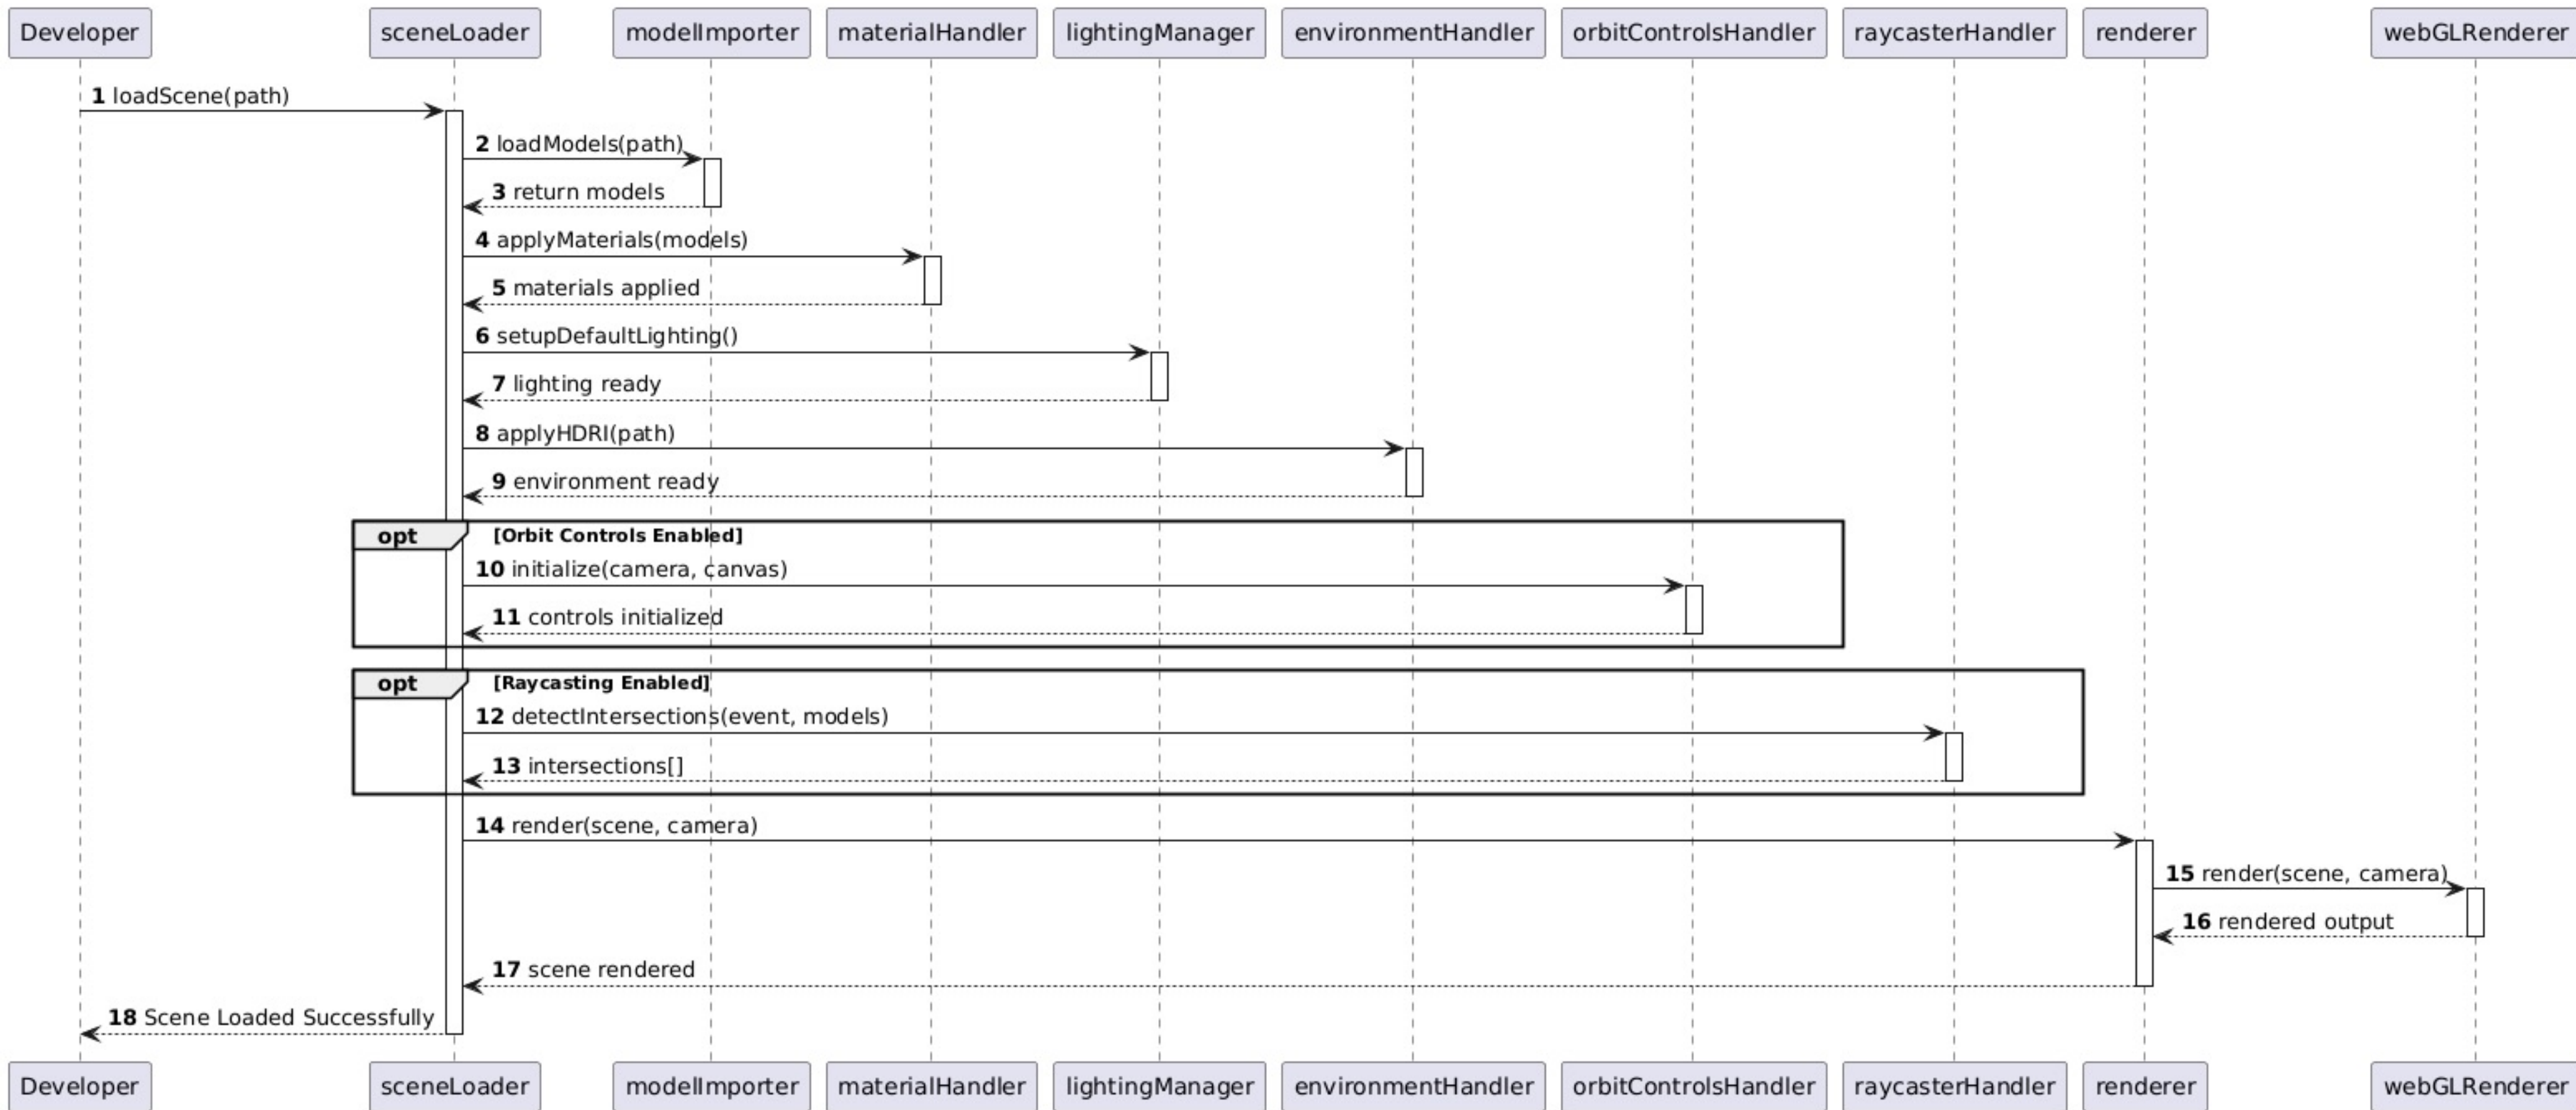 Developer
sceneLoader
modelImporter
materialHandler
lightingManager
environmentHandler
orbitControlsHandler
raycasterHandler
renderer
webGLRenderer
1 loadScene(path)
2 loadModels(path)
3 return models
4 applyMaterials(models)
5 materials applied
6 setupDefaultLighting()
7 lighting ready
8 applyHDRI(path)
9 environment ready
opt [Orbit Controls Enabled]
10 initialize(camera, canvas)
11 controls initialized
opt [Raycasting Enabled]
12 detectIntersections(event, models)
13 intersections[]
14 render(scene, camera)
15 render(scene, camera)
16 rendered output
17 scene rendered
18 Scene Loaded Successfully
Developer
sceneLoader
modelImporter
materialHandler
lightingManager
environmentHandler
orbitControlsHandler
raycasterHandler
renderer
webGLRenderer